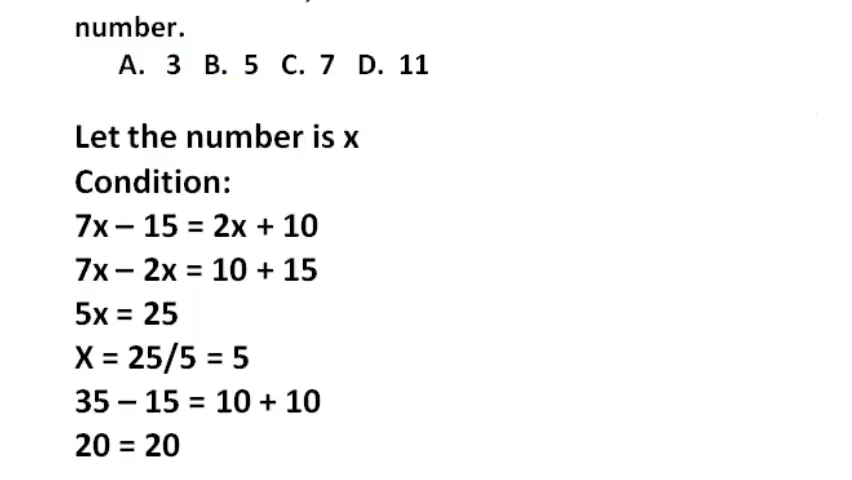 number.
A. 3 B. 5 C. 7 D. 11
Let the number is x
Condition:
7x – 15 = 2x + 10
7x – 2x = 10 + 15
5x = 25
X = 25/5 = 5
35 – 15 = 10 + 10
20 = 20